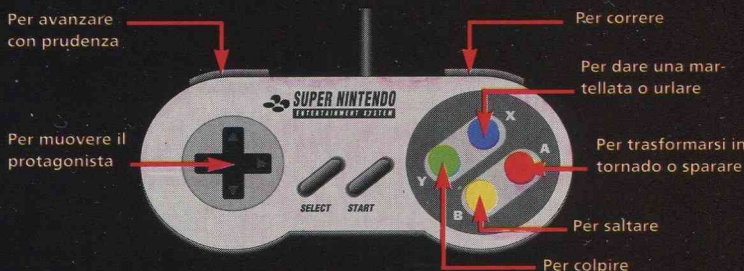 Per avanzare
con prudenza
Per correre
Per dare una mar-
tellata o urlare
SUPER NINTENDO
ENTERTAINMENT SYSTEM
X
Per muovere il
protagonista
A
Per trasformarsi in
tornado o sparare
Y
SELECT
START
B
Per saltare
Per colpire